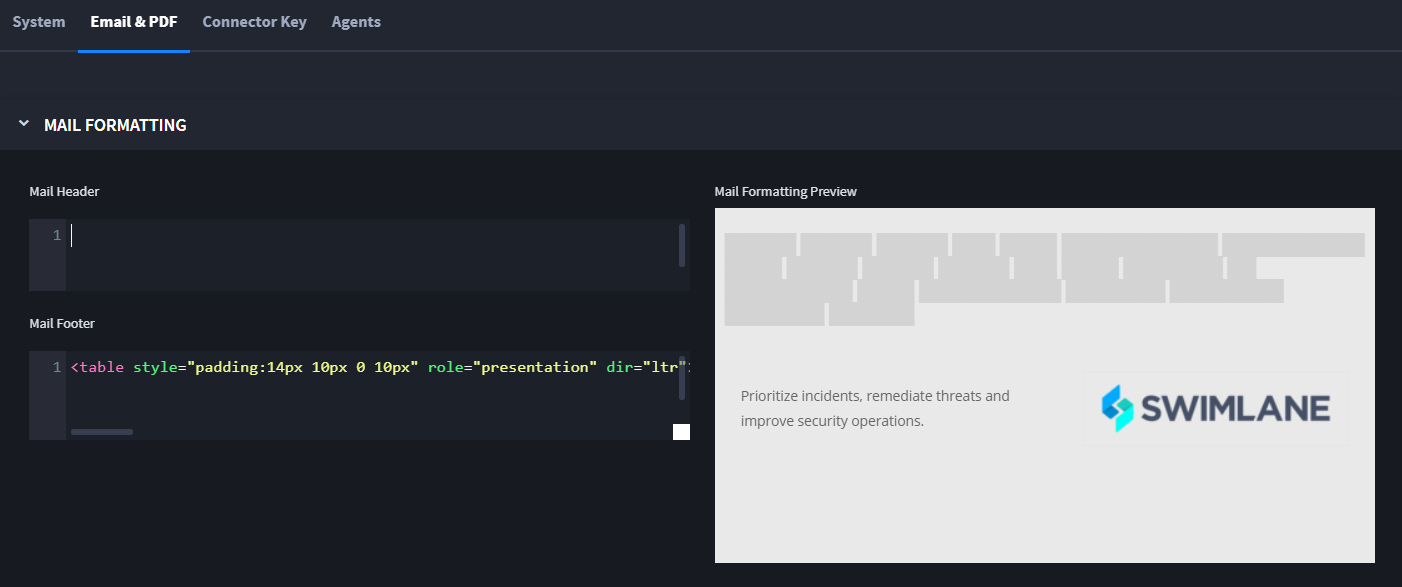 System Email & PDF Connector Key Agents
MAIL FORMATTING
Mail Header
1
Mail Footer
1 <table style="padding:14px 10px 0 10px" role="presentation" dir="ltr"
Mail Formatting Preview
Prioritize incidents, remediate threats and
improve security operations.
SWIMLANE